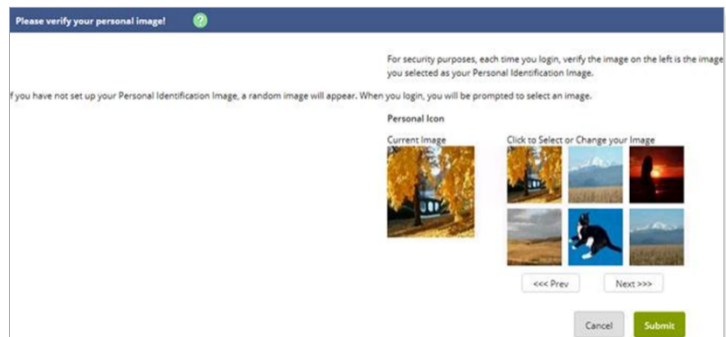 Please verify your personal image!
?
For security purposes, each time you login, verify the image on the left is the image
you selected as your Personal Identification Image.
f you have not set up your Personal Identification Image, a random image will appear. When you login, you will be prompted to select an image.
Personal Icon
Current Image
Click to Select or Change your Image
<<< Prev
Next >>>
Cancel
Submit